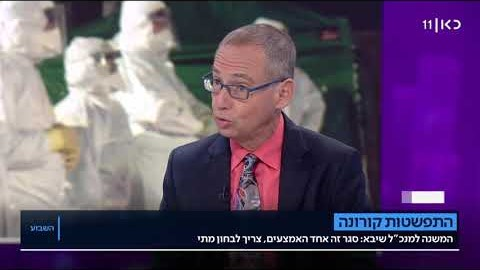 כאן 11
התפשטות קורונה
השבוע
המשנה למנכ"ל שיבא: סגר זה אחד האמצעים, צריך לבחון מתי